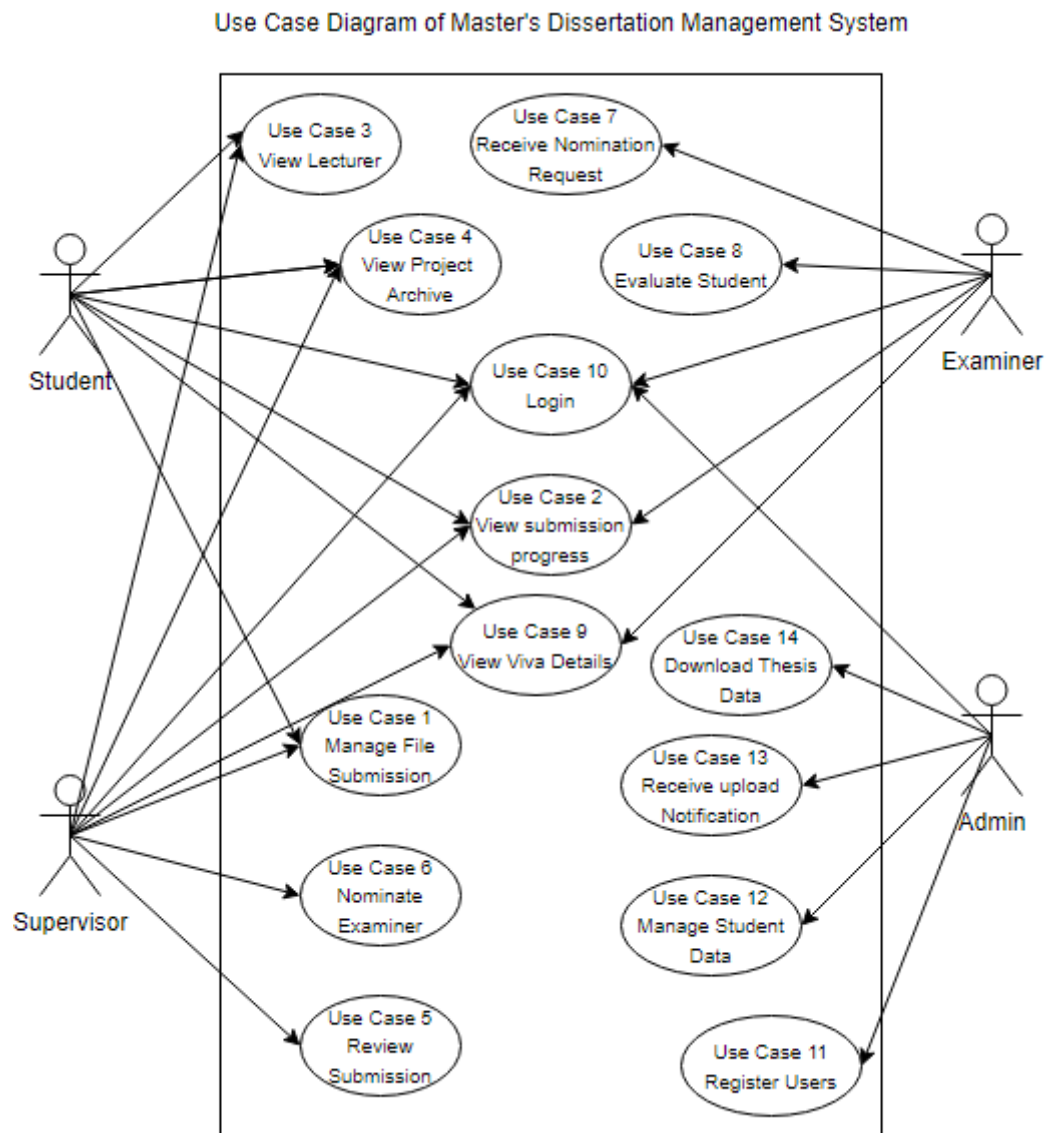 Use Case Diagram of Master's Dissertation Management System
Use Case 3
View Lecturer
Use Case 7
Receive Nomination
Request
Use Case 4
View Project
Archive
Use Case 8
Evaluate Student
Student
Examiner
Use Case 10
Login
Use Case 2
View submission
progress
Use Case 9
View Viva Details
Use Case 14
Download Thesis
Data
Use Case 1
Manage File
Submission
Use Case 13
Receive upload
Notification
Admin
Use Case 6
Nominate
Examiner
Supervisor
Use Case 12
Manage Student
Data
Use Case 5
Review
Submission
Use Case 11
Register Users